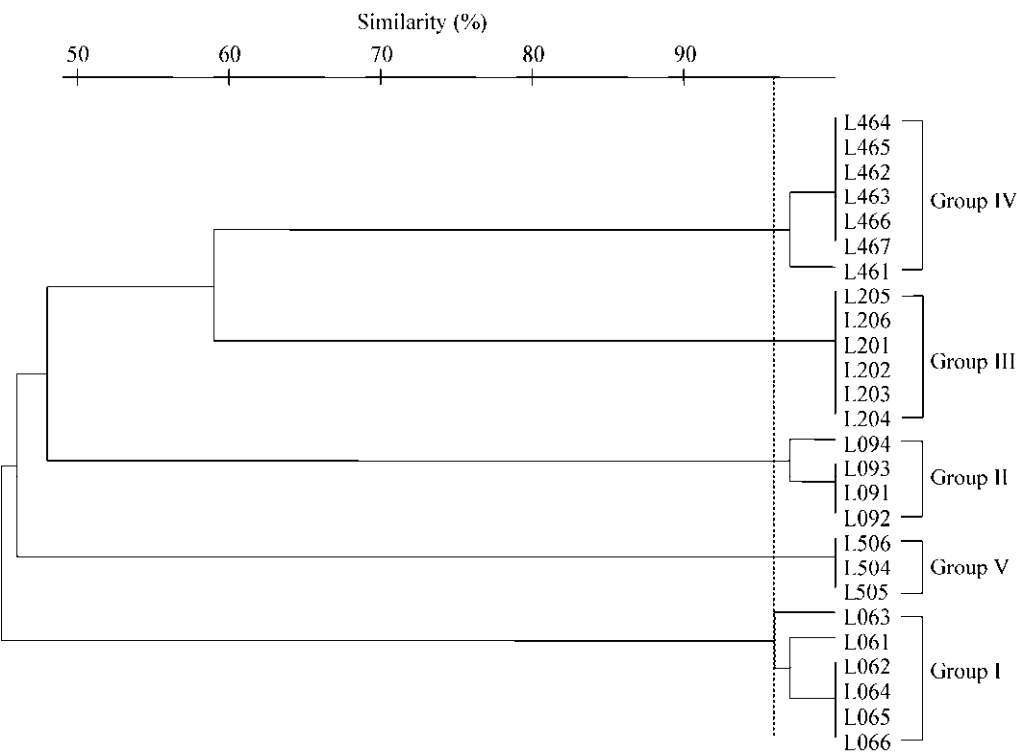 Similarity (%)
50 60 70 80 90
L464
L465
L462
L463
Group IV
L466
L467
L461
L205
L206
L201
Group III
L202
L203
L204
L094
L093
Group II
L091
L092
L506
L504
Group V
L505
L063
L061
L062
Group I
L064
L065
L066